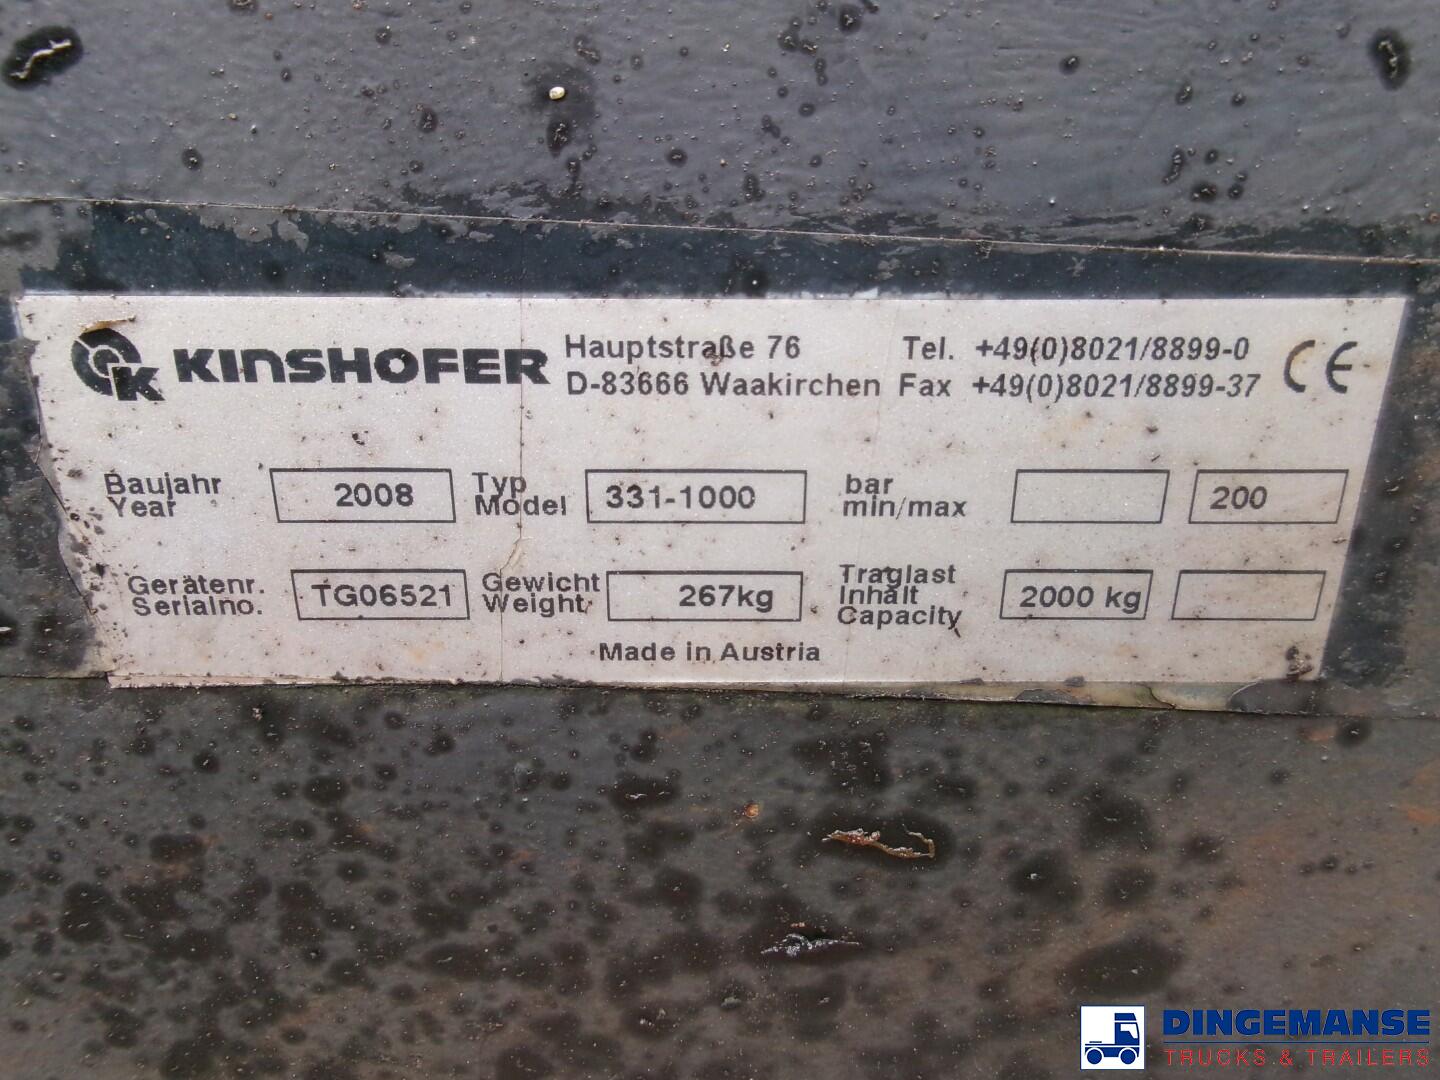 KINSHOFER
Hauptstraße 76
D-83666 Waakirchen
Tel. +49(0)8021/8899-0
Fax +49(0)8021/8899-37
CE
Baujahr
Year
2008
Typ
Model
331-1000
bar
min/max
200
Gerätenr.
Serialno.
TG06521
Gewicht
Weight
267kg
Traglast
Inhalt
Capacity
2000 kg
Made in Austria
DINGEMANSE
TRUCKS & TRAILERS